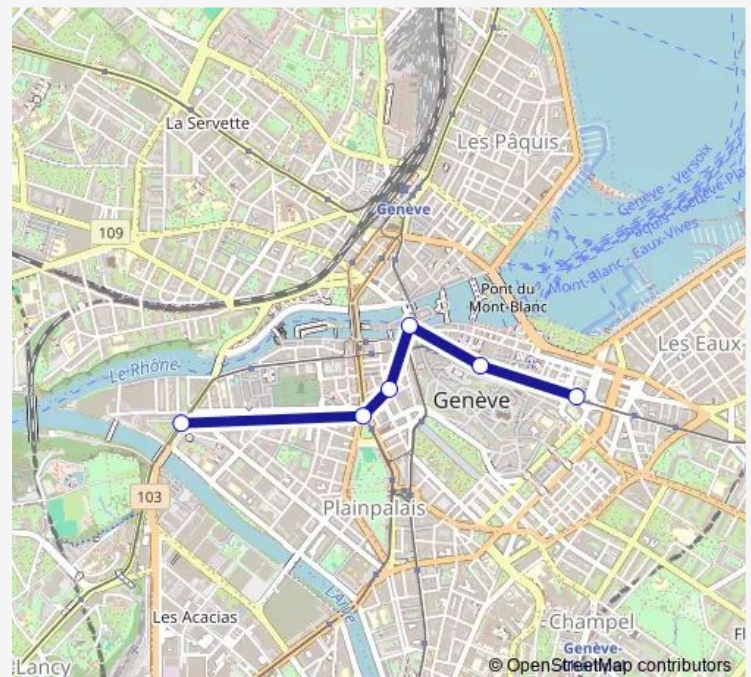 La Servette
Les Pâquis
Genève
109
Genève - Versoix
Mont-Blanc - Eaux-Vives
Pont du
Mont-Blanc
Le Rhône
Les Eaux-
Genève
103
Plainpalais
L'Arve
Les Acacias
Champel
Genève-
Lancy
© OpenStreetMap contributors